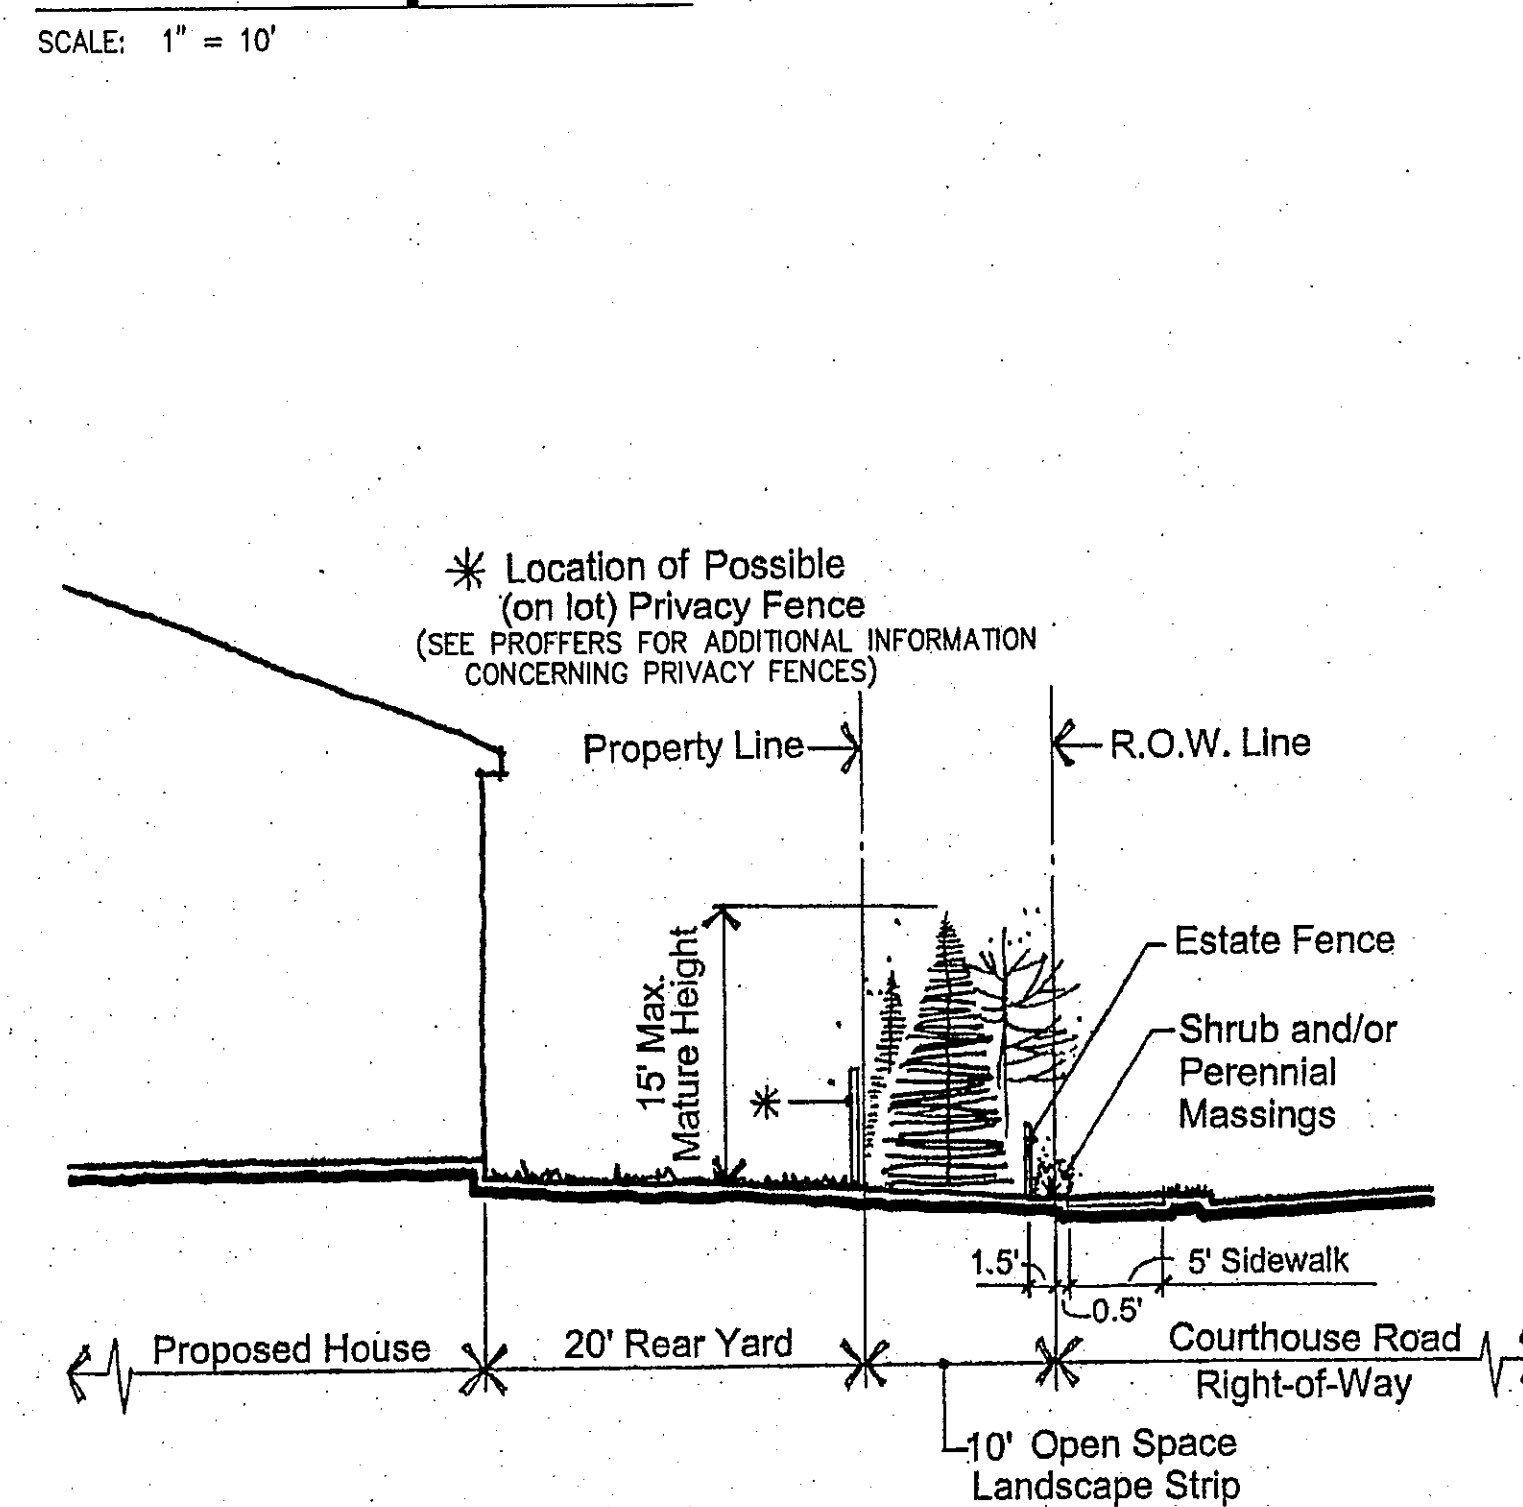 SCALE: 1" = 10'
Location of Possible
(on lot) Privacy Fence
(SEE PROFFERS FOR ADDITIONAL INFORMATION
CONCERNING PRIVACY FENCES)
Property Line
R.O.W. Line
15' Max.
Mature Height
Estate Fence
Shrub and/or
Perennial
Massings
1.5'
5' Sidewalk
0.5'
Proposed House
20' Rear Yard
Courthouse Road
Right-of-Way
10' Open Space
Landscape Strip